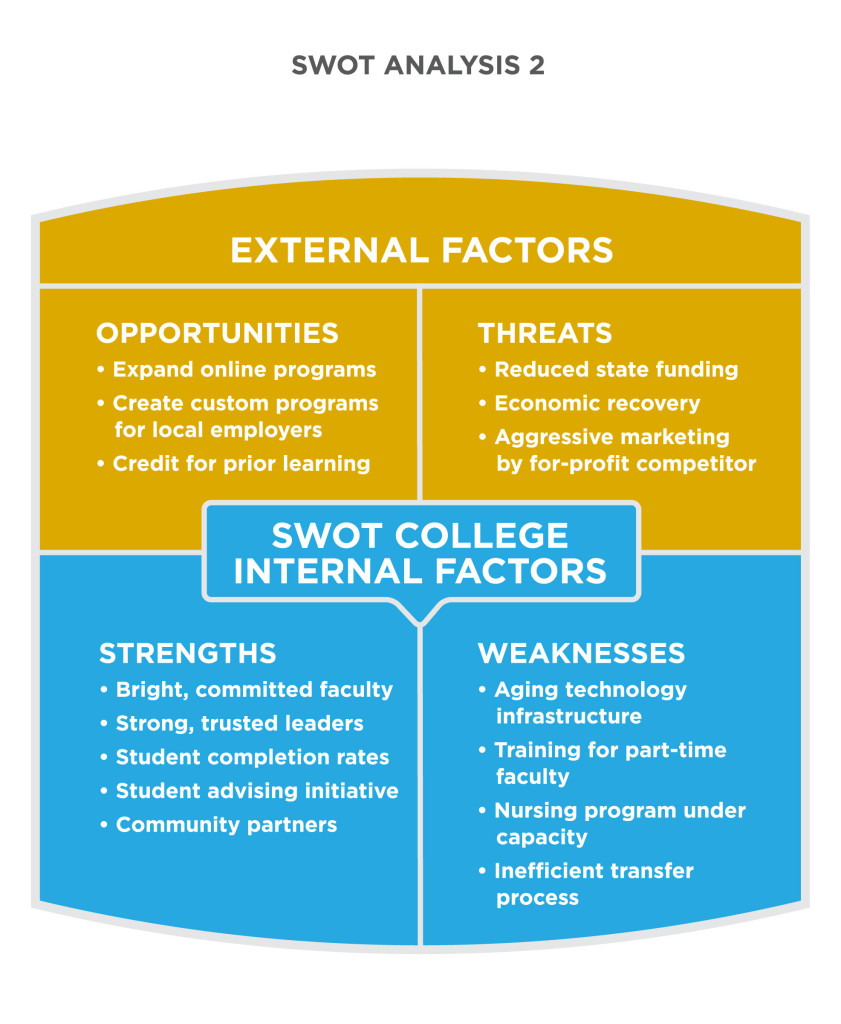 SWOT ANALYSIS 2
EXTERNAL FACTORS
OPPORTUNITIES
• Expand online programs
• Create custom programs
for local employers
• Credit for prior learning
THREATS
• Reduced state funding
• Economic recovery
• Aggressive marketing
by for-profit competitor
SWOT COLLEGE
INTERNAL FACTORS
STRENGTHS
• Bright, committed faculty
• Strong, trusted leaders
• Student completion rates
• Student advising initiative
• Community partners
WEAKNESSES
• Aging technology
infrastructure
• Training for part-time
faculty
• Nursing program under
capacity
• Inefficient transfer
process